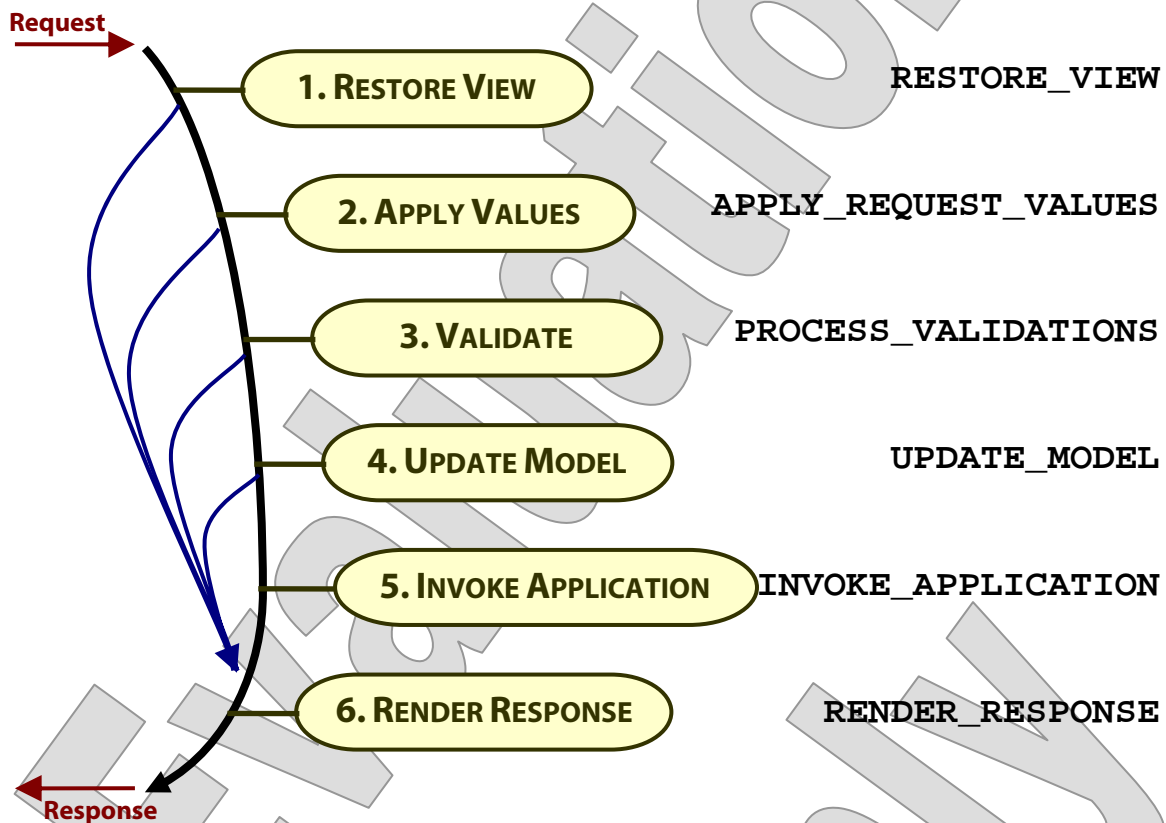 Request
1. RESTORE VIEW RESTORE_VIEW
2. APPLY VALUES APPLY_REQUEST_VALUES
3. VALIDATE PROCESS_VALIDATIONS
4. UPDATE MODEL UPDATE_MODEL
5. INVOKE APPLICATION INVOKE_APPLICATION
6. RENDER RESPONSE RENDER_RESPONSE
Response